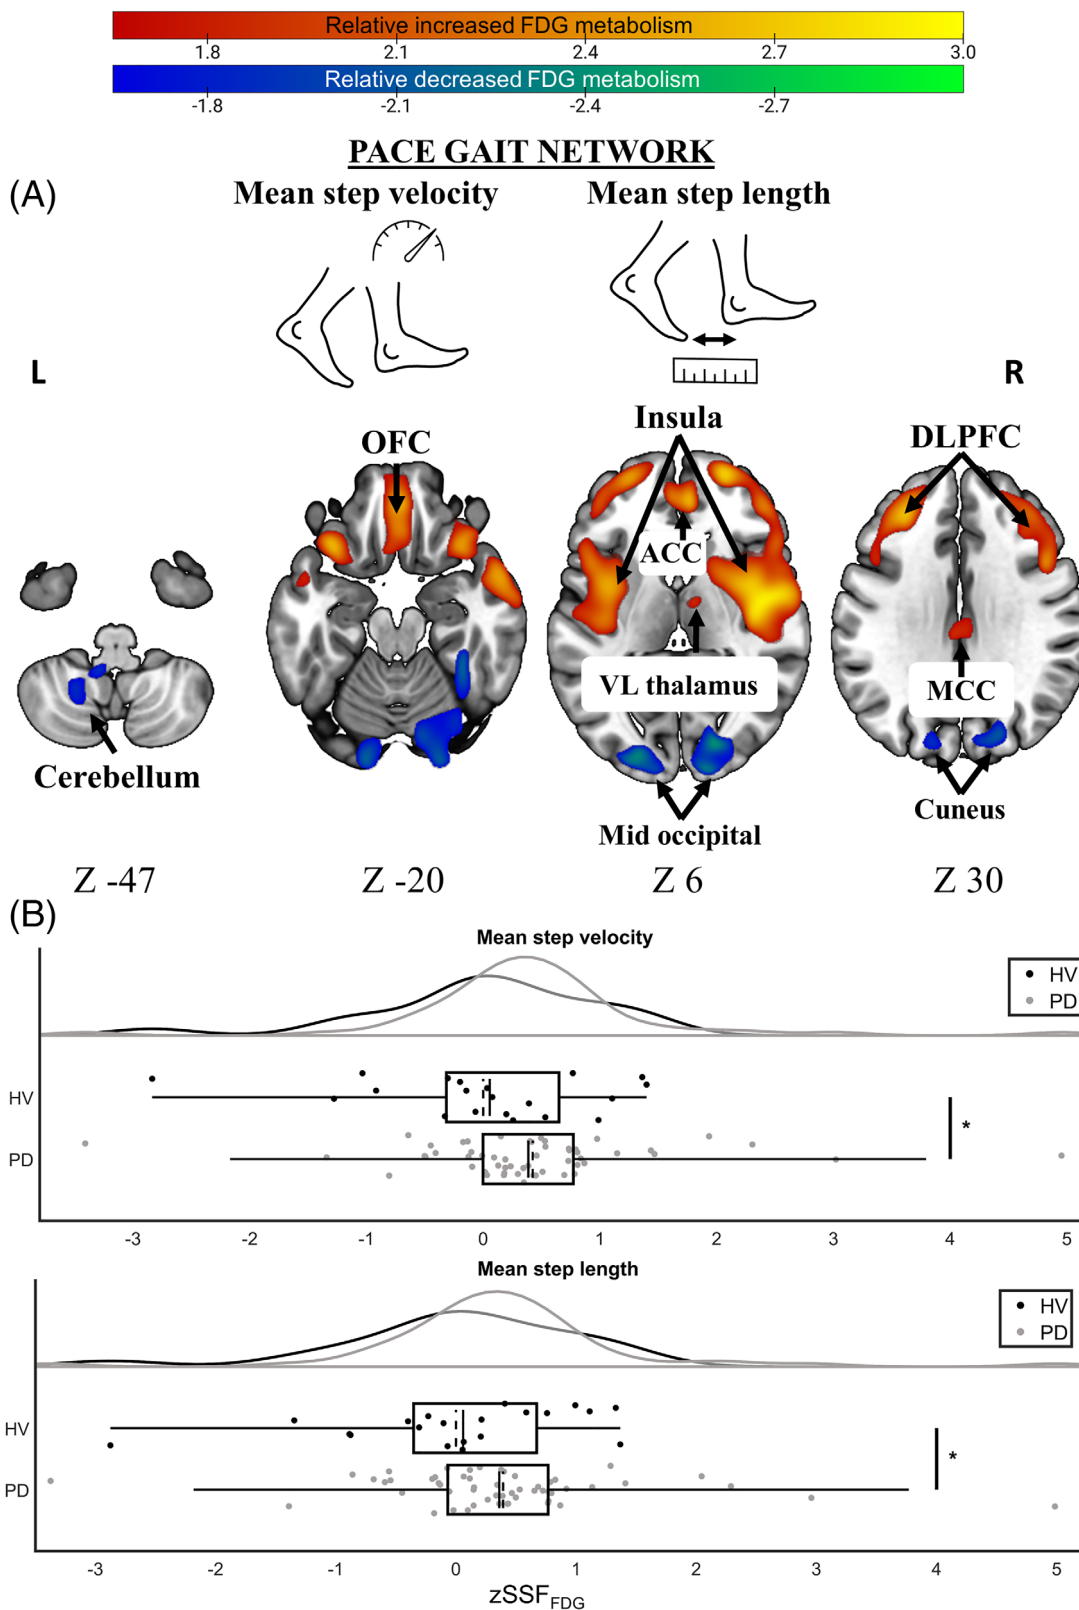 Relative increased FDG metabolism
1.8 2.1 2.4 2.7 3.0
Relative decreased FDG metabolism
-1.8 -2.1 -2.4 -2.7
PACE GAIT NETWORK
(A)
Mean step velocity Mean step length
L R
OFC Insula DLPFC
ACC
VL thalamus MCC
Cerebellum
Mid occipital Cuneus
Z -47 Z -20 Z 6 Z 30
(B)
Mean step velocity
HV
PD
HV
PD
*
-3 -2 -1 0 1 2 3 4 5
Mean step length
HV
PD
HV
PD
*
-3 -2 -1 0 1 2 3 4 5
zSSF_FDG